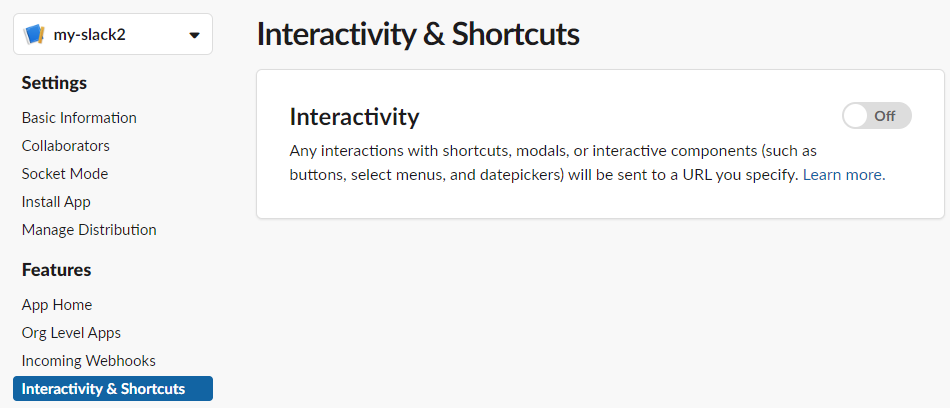 my-slack2
Settings
Basic Information
Collaborators
Socket Mode
Install App
Manage Distribution
Features
App Home
Org Level Apps
Incoming Webhooks
Interactivity & Shortcuts
Interactivity & Shortcuts
Interactivity
Off
Any interactions with shortcuts, modals, or interactive components (such as
buttons, select menus, and datepickers) will be sent to a URL you specify. Learn more.